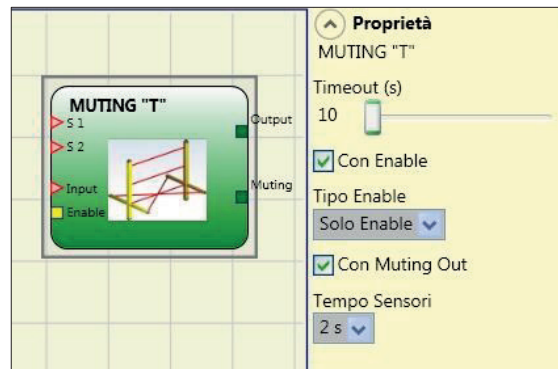 MUTING "T"
S 1
S 2
Input
Enable
Output
Muting
Proprietà
MUTING "T"
Timeout (s)
10
Con Enable
Tipo Enable
Solo Enable
Con Muting Out
Tempo Sensori
2 s